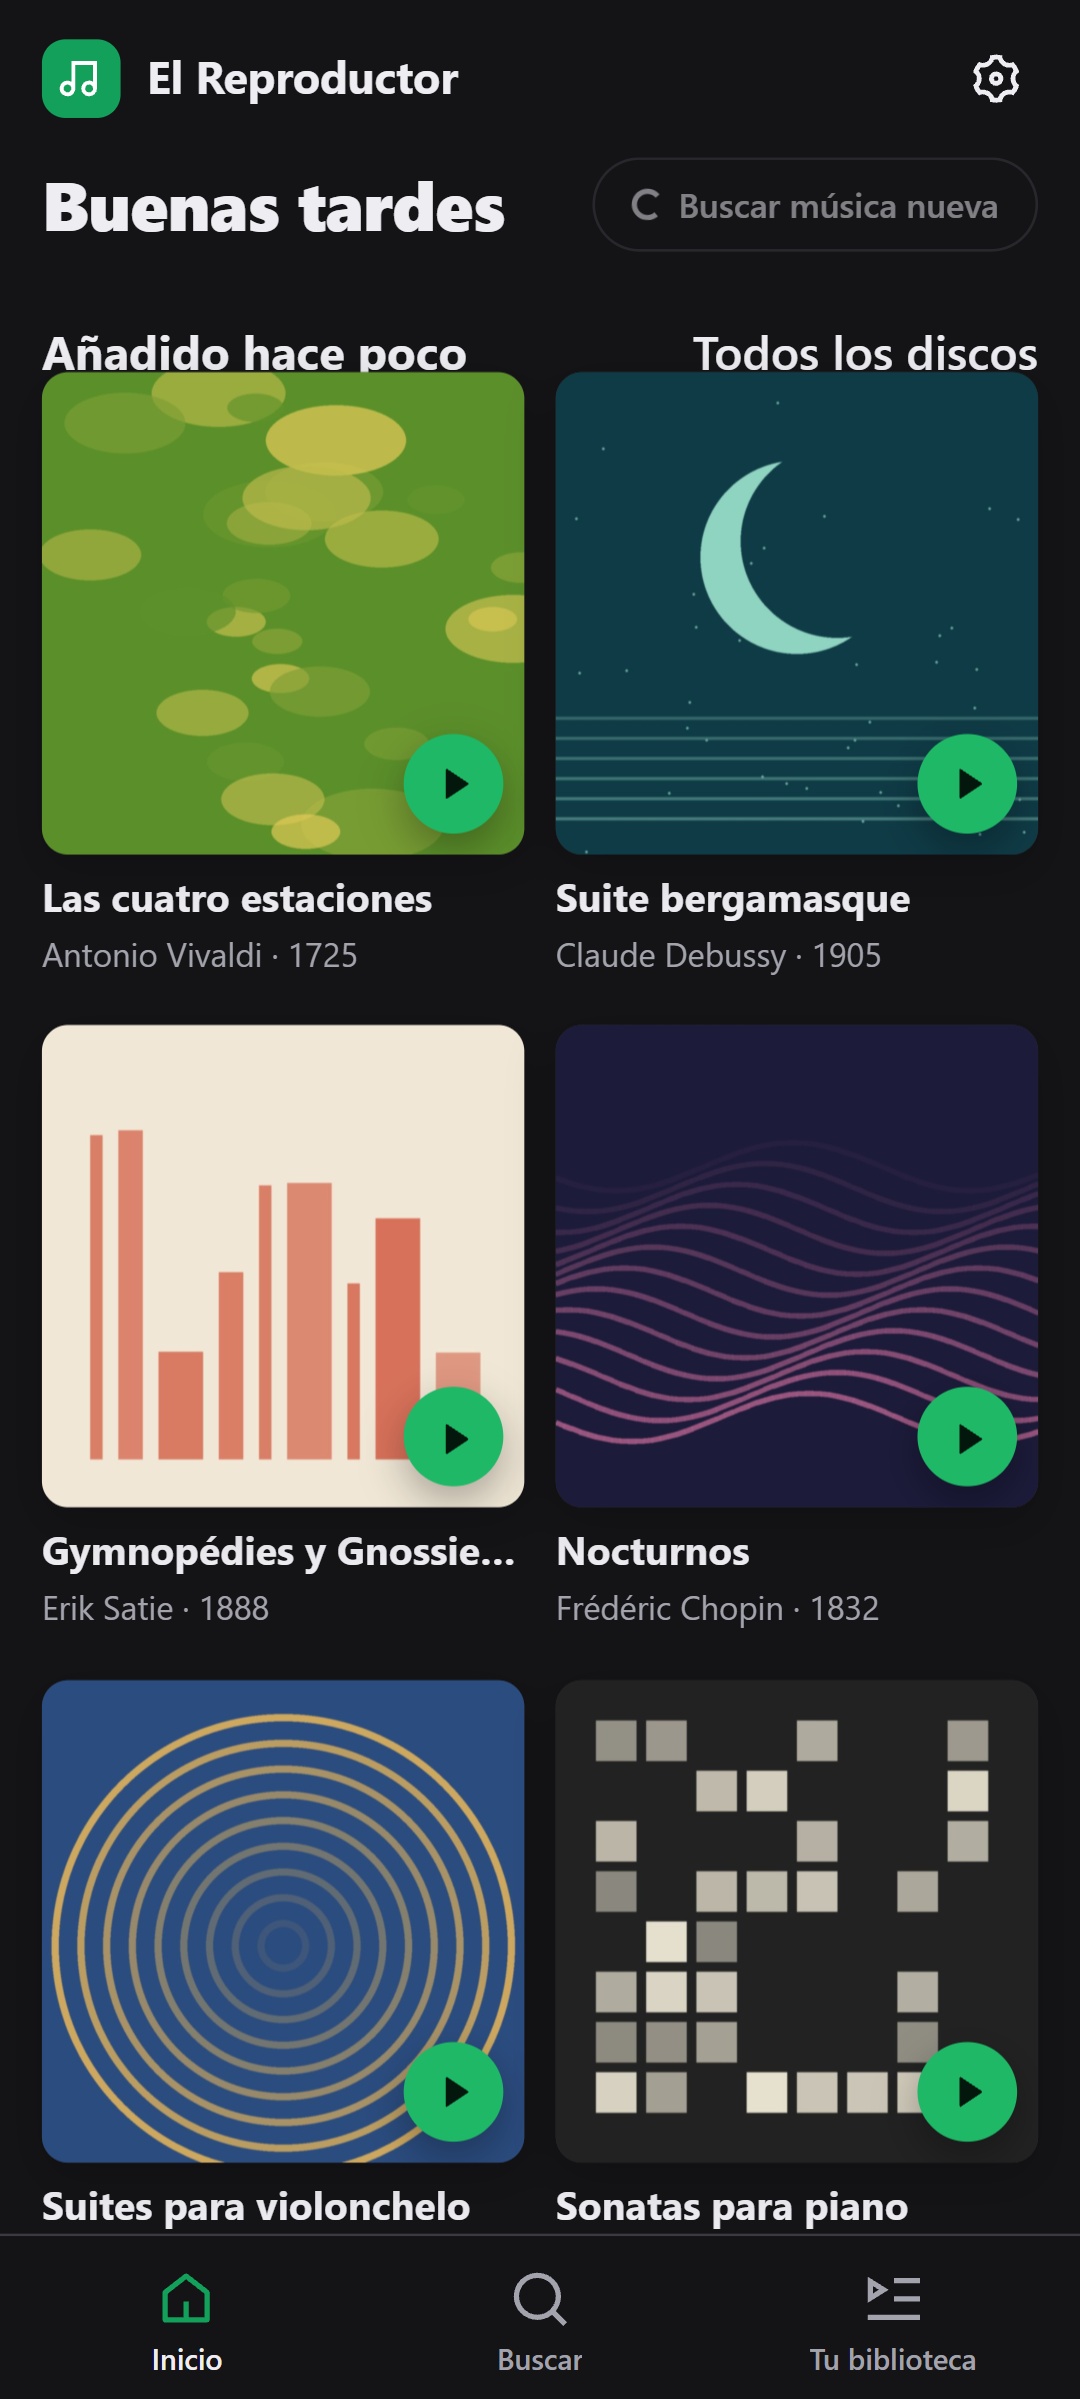 El Reproductor
Buenas tardes
Buscar música nueva
Añadido hace poco
Todos los discos
Las cuatro estaciones
Antonio Vivaldi · 1725
Suite bergamasque
Claude Debussy · 1905
Gymnopédies y Gnossie...
Erik Satie · 1888
Nocturnos
Frédéric Chopin · 1832
Suites para violonchelo
Sonatas para piano
Inicio
Buscar
Tu biblioteca